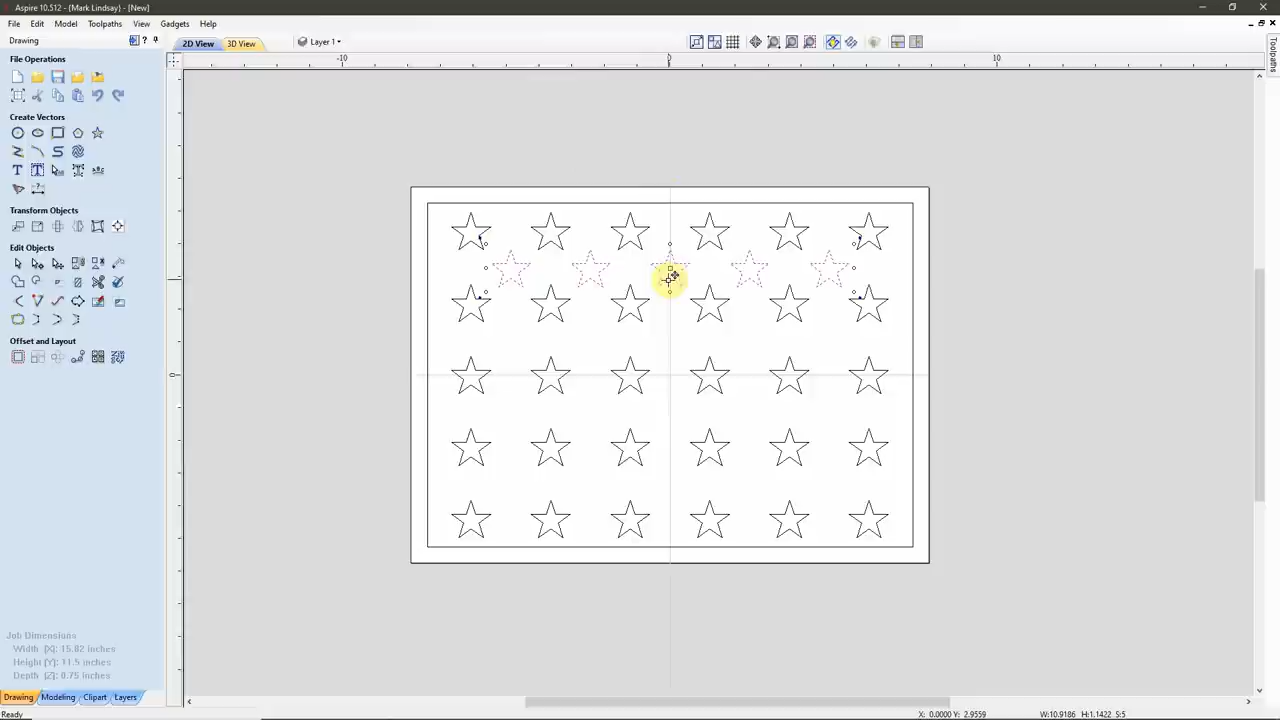 Aspire 10.512 - (Mark Lindsay) - [New]
File Edit Model Toolpaths View Gadgets Help
Drawing ?
2D View 3D View Layer 1
-10 0 10
Toolpaths
File Operations
Create Vectors
Transform Objects
Edit Objects
0
Offset and Layout
Job Dimensions
Width (X): 15.82 inches
Height (Y): 11.5 inches
Depth (Z): 0.75 inches
Drawing Modeling Clipart Layers
Ready X: 0.0000 Y: 2.9559 W:10.9186 H:1.1422 S:5